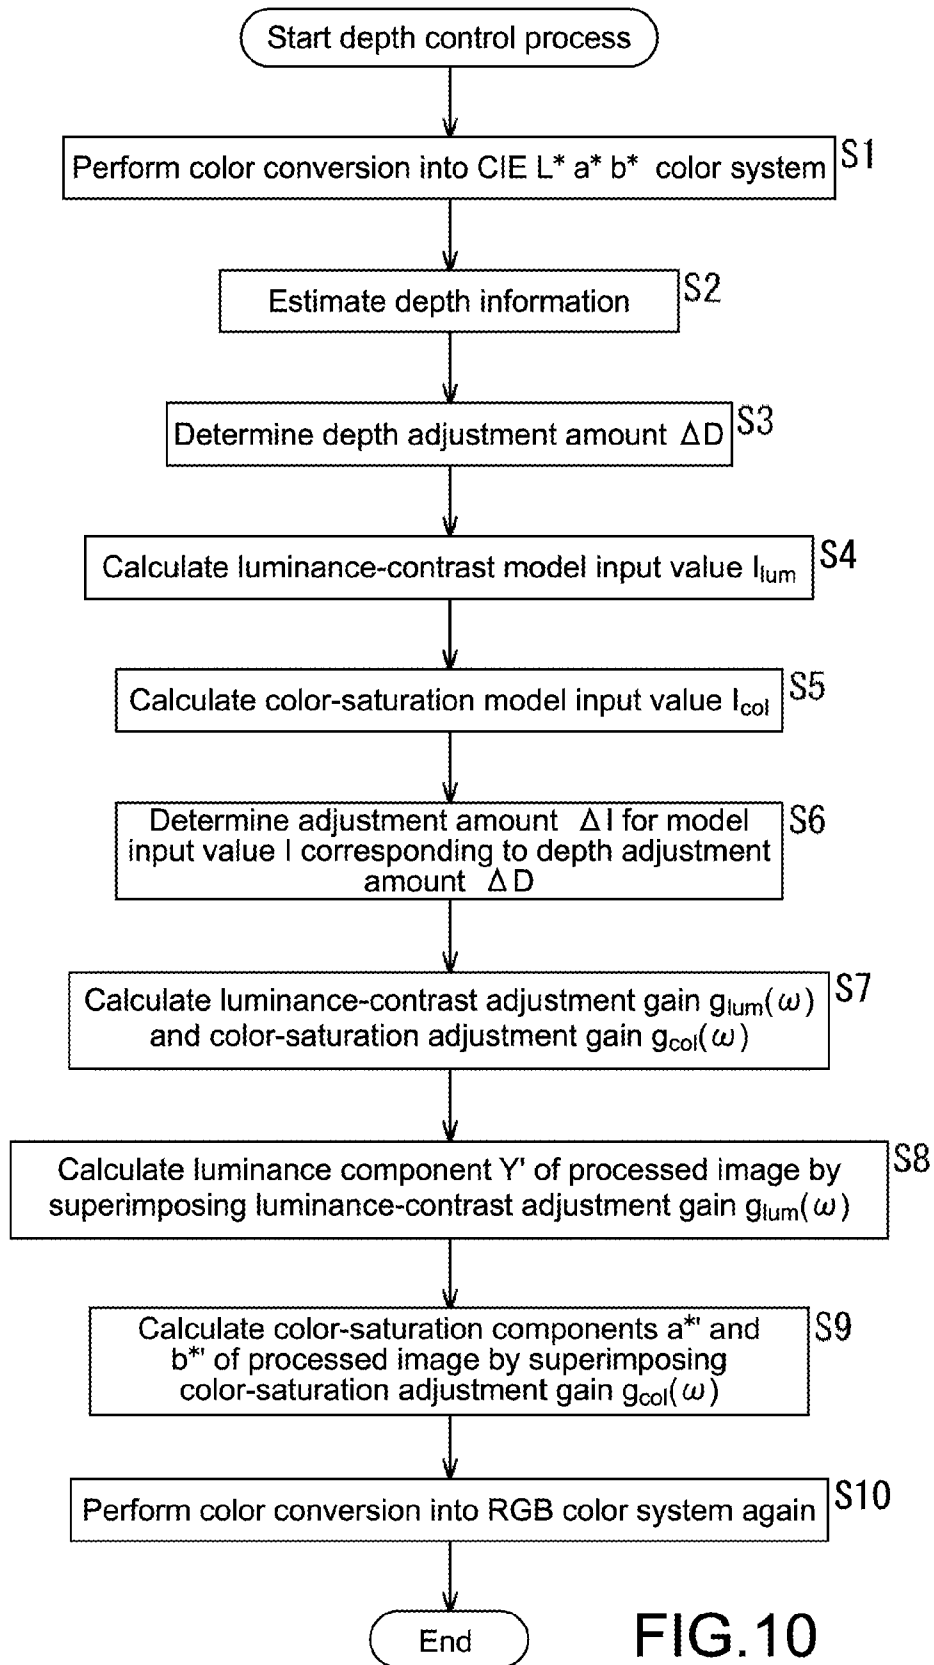 Start depth control process
Perform color conversion into CIE L* a* b* color system
S1
Estimate depth information
S2
Determine depth adjustment amount ΔD
S3
Calculate luminance-contrast model input value Ilum
S4
Calculate color-saturation model input value Icol
S5
Determine adjustment amount ΔI for model
input value I corresponding to depth adjustment
amount ΔD
S6
Calculate luminance-contrast adjustment gain glum(ω)
and color-saturation adjustment gain gcol(ω)
S7
Calculate luminance component Y' of processed image by
superimposing luminance-contrast adjustment gain glum(ω)
S8
Calculate color-saturation components a*' and
b*' of processed image by superimposing
color-saturation adjustment gain gcol(ω)
S9
Perform color conversion into RGB color system again
S10
End
FIG.10